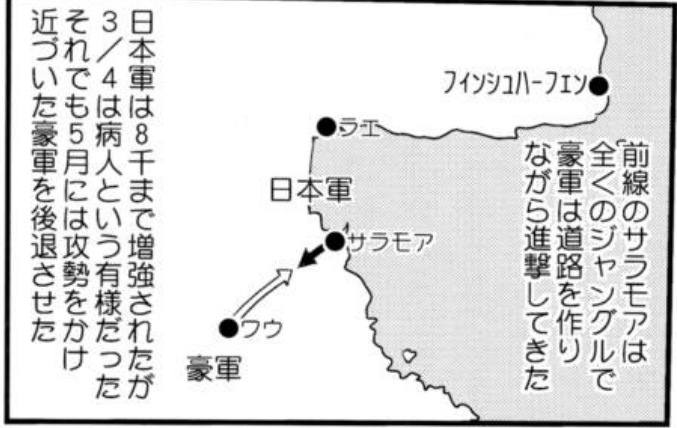 前線のサラモアは
全くのジャングルで
豪軍は道路を作り
ながら進撃してきた
フィンシュハーフェン
ラエ
日本軍
サラモア
ワウ
豪軍
日本軍は8千まで増強されたが
3/4は病人という有様だった
それでも5月には攻勢をかけ
近づいた豪軍を後退させた